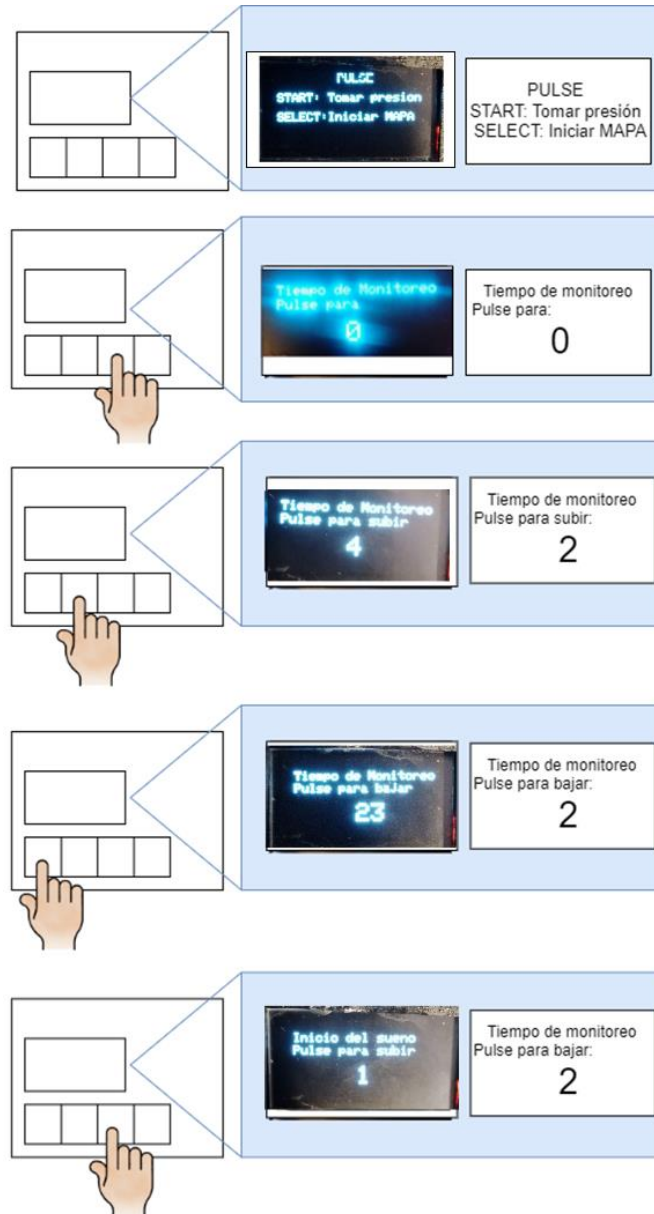 PULSE
START: Tomar presion
SELECT:Iniciar MAPA
PULSE
START: Tomar presión
SELECT: Iniciar MAPA
Tiempo de Monitoreo
Pulse para
0
Tiempo de monitoreo
Pulse para:
0
Tiempo de Monitoreo
Pulse para subir
4
Tiempo de monitoreo
Pulse para subir:
2
Tiempo de Monitoreo
Pulse para bajar
23
Tiempo de monitoreo
Pulse para bajar:
2
Inicio del sueno
Pulse para subir
1
Tiempo de monitoreo
Pulse para bajar:
2